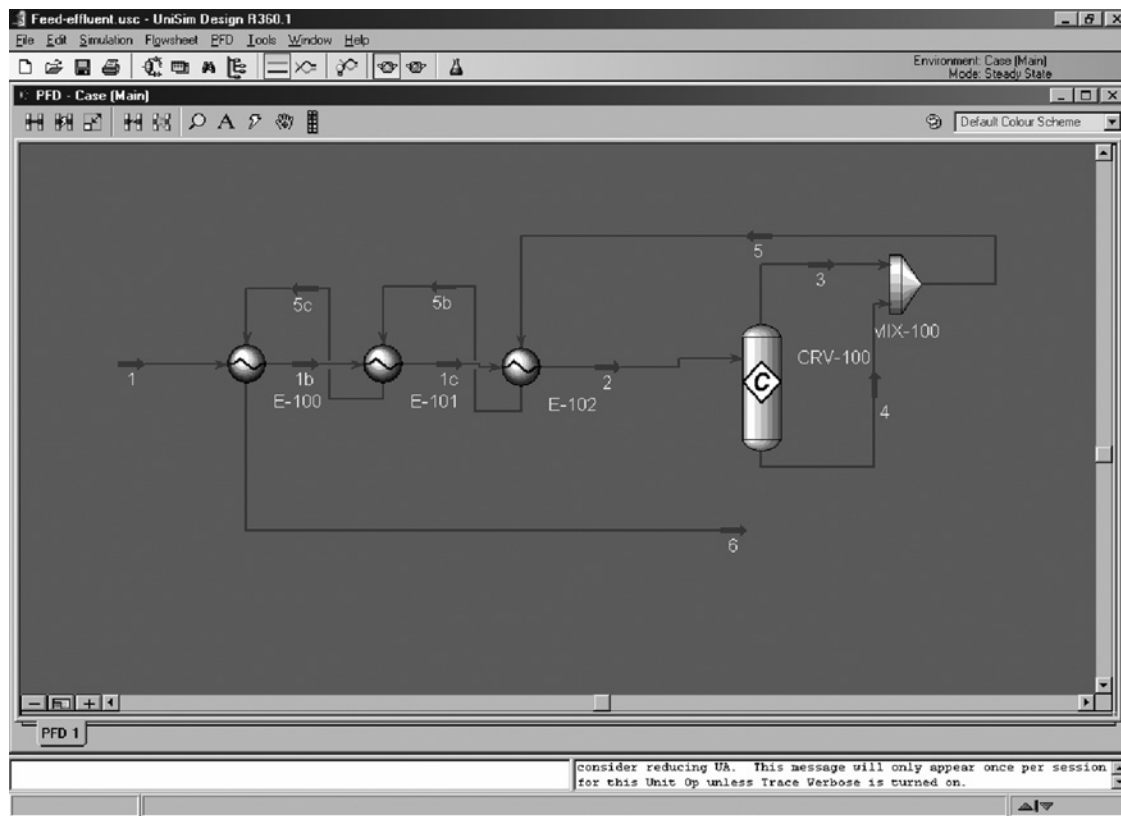 Feed-effluent.usc - UniSim Design R360.1
File Edit Simulation Flowsheet PFD Tools Window Help
Environment: Case (Main)
Mode: Steady State
PFD - Case (Main)
A
Default Colour Scheme
5
3
5c
5b
MIX-100
CRV-100
1
1b
1c
2
E-100
E-101
E-102
C
4
6
PFD 1
consider reducing UA. This message will only appear once per session
for this Unit Op unless Trace Verbose is turned on.